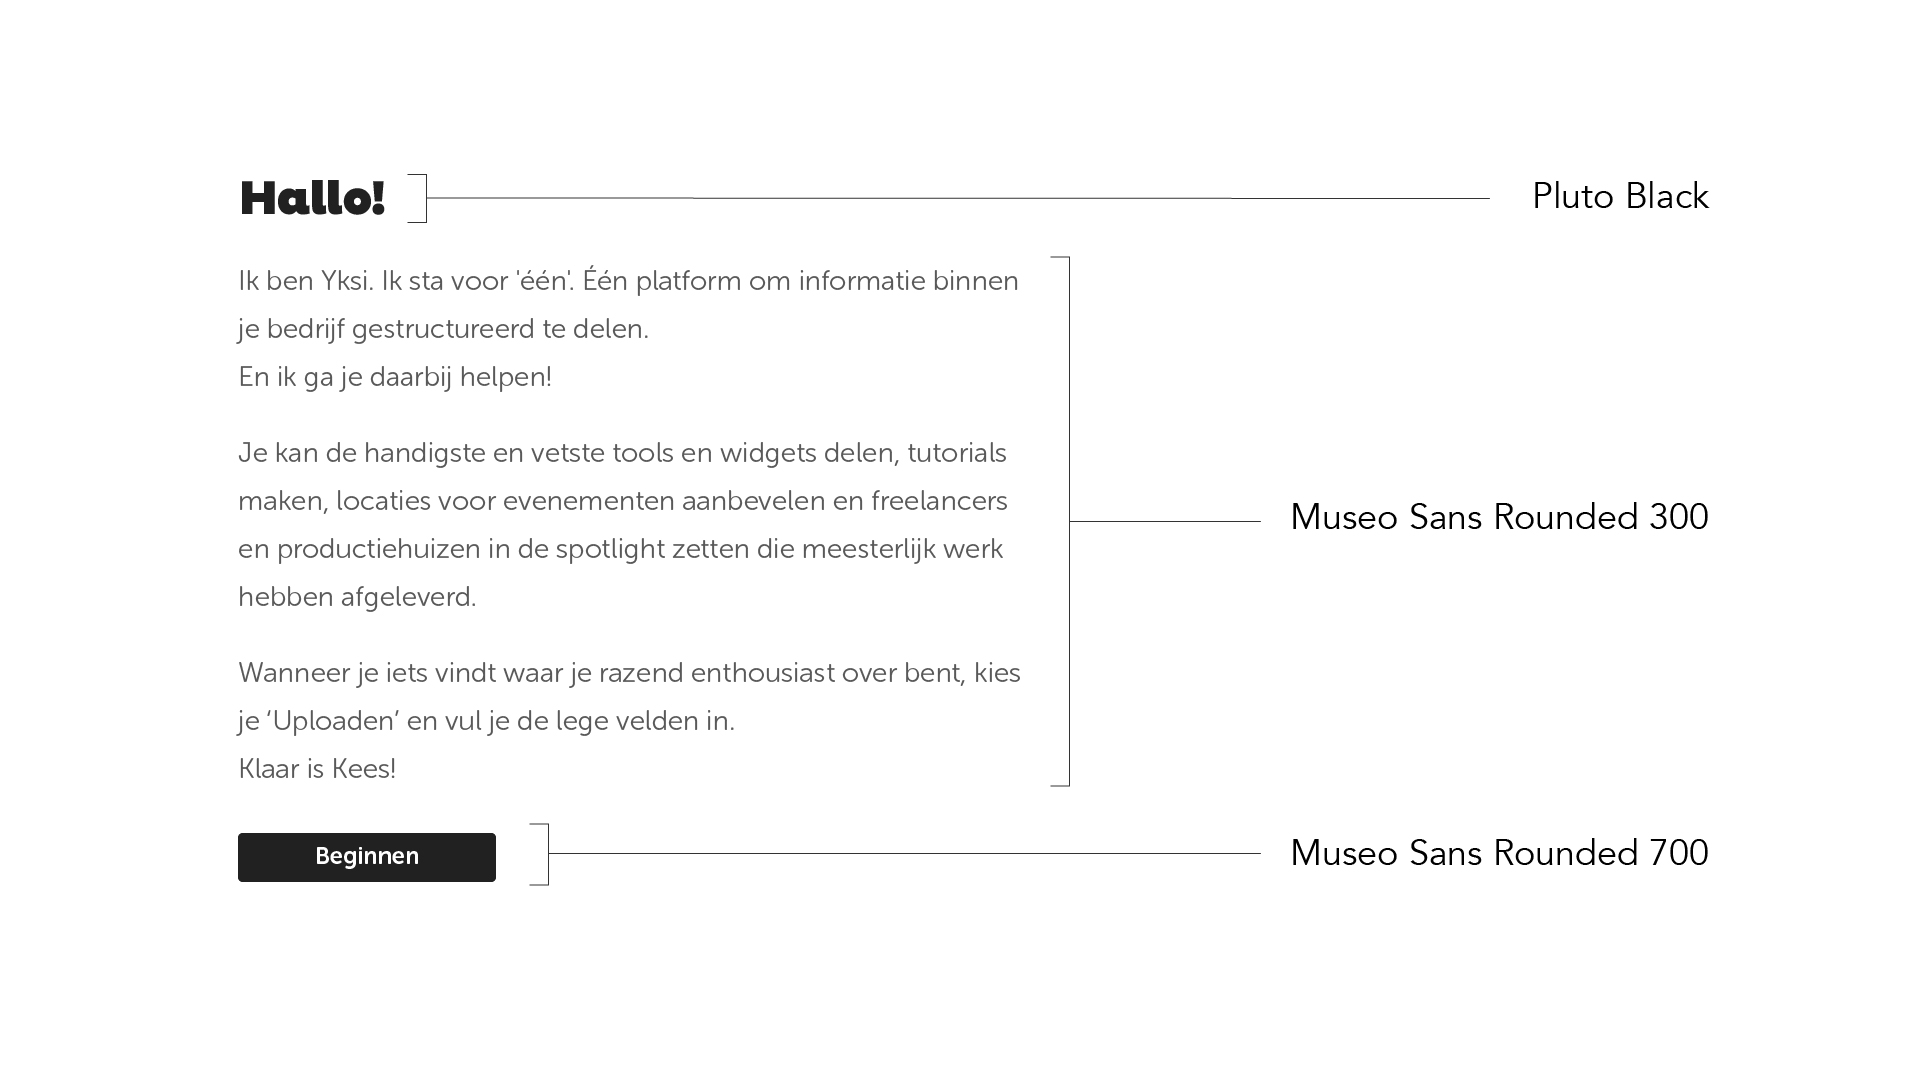 Hallo!
Pluto Black
Ik ben Yksi. Ik sta voor 'één'. Één platform om informatie binnen
je bedrijf gestructureerd te delen.
En ik ga je daarbij helpen!
Je kan de handigste en vetste tools en widgets delen, tutorials
maken, locaties voor evenementen aanbevelen en freelancers
en productiehuizen in de spotlight zetten die meesterlijk werk
hebben afgeleverd.
Museo Sans Rounded 300
Wanneer je iets vindt waar je razend enthousiast over bent, kies
je ‘Uploaden’ en vul je de lege velden in.
Klaar is Kees!
Beginnen
Museo Sans Rounded 700